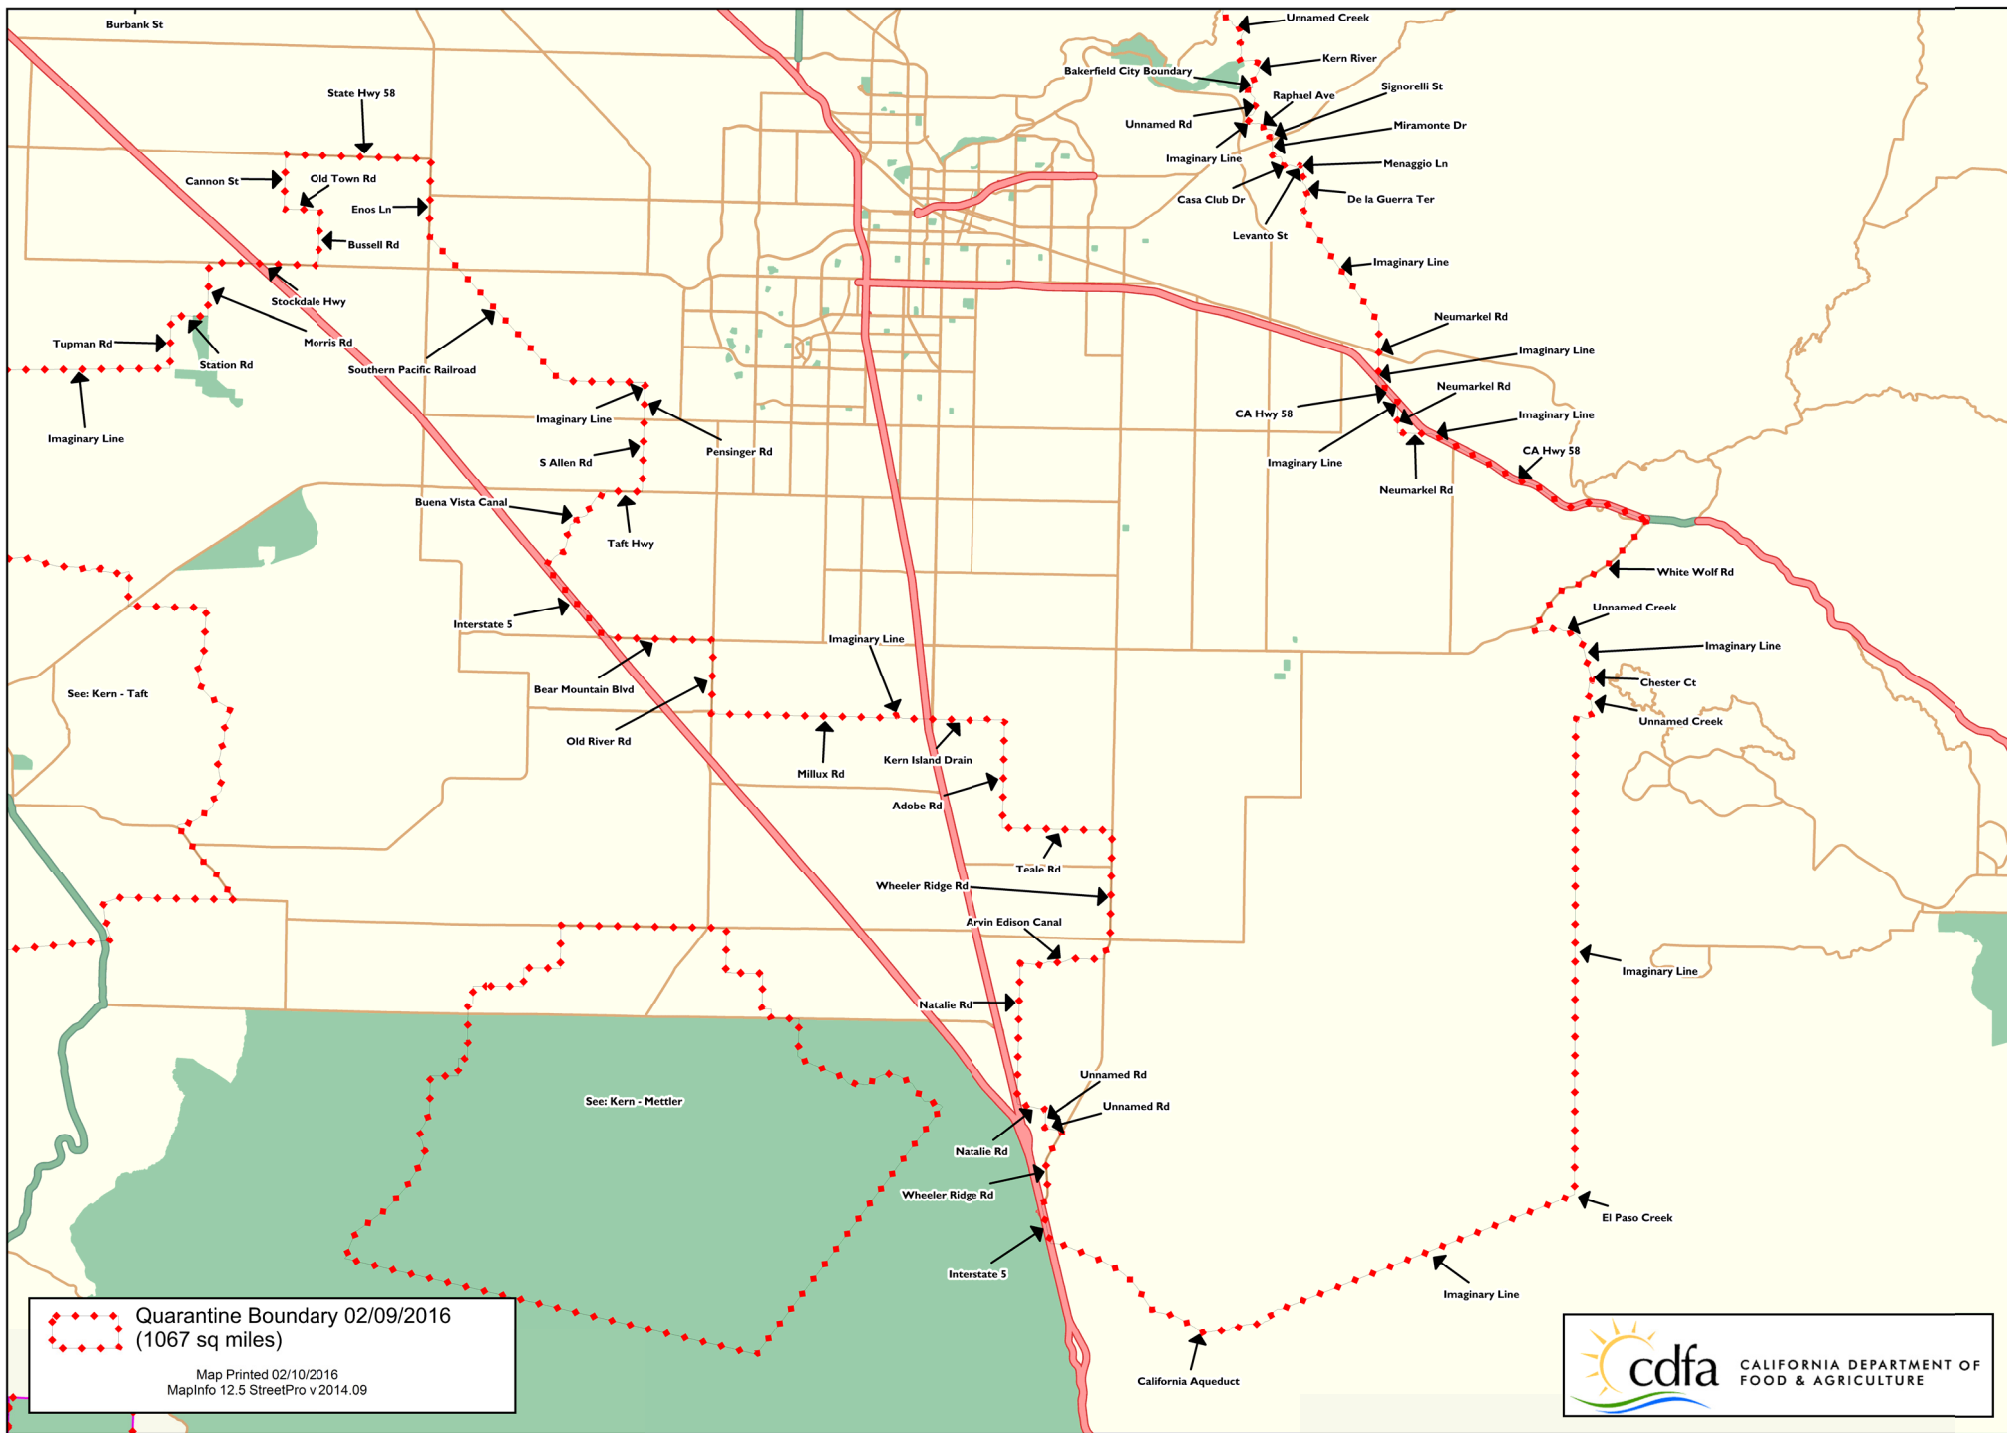 Burbank St
Unnamed Creek
Kern River
Bakerfield City Boundary
State Hwy 58
Raphael Ave
Signorelli St
Unnamed Rd
Miramonte Dr
Imaginary Line
Menaggio Ln
Cannon St
Old Town Rd
Enos Ln
Casa Club Dr
De la Guerra Ter
Bussell Rd
Levanto St
Imaginary Line
Stockdale Hwy
Neumarkel Rd
Tupman Rd
Morris Rd
Station Rd
Southern Pacific Railroad
Imaginary Line
Neumarkel Rd
CA Hwy 58
Imaginary Line
Imaginary Line
Imaginary Line
Pensinger Rd
CA Hwy 58
S Allen Rd
Imaginary Line
Neumarkel Rd
Buena Vista Canal
Taft Hwy
White Wolf Rd
Unnamed Creek
Interstate 5
Imaginary Line
Imaginary Line
Chester Ct
See: Kern - Taft
Bear Mountain Blvd
Unnamed Creek
Old River Rd
Kern Island Drain
Millux Rd
Adobe Rd
Teale Rd
Wheeler Ridge Rd
Arvin Edison Canal
Imaginary Line
Natalie Rd
Unnamed Rd
See: Kern - Mettler
Unnamed Rd
Natalie Rd
Wheeler Ridge Rd
El Paso Creek
Interstate 5
Imaginary Line
California Aqueduct
Quarantine Boundary 02/09/2016
(1067 sq miles)
Map Printed 02/10/2016
MapInfo 12.5 StreetPro v2014.09
cdfa
CALIFORNIA DEPARTMENT OF
FOOD & AGRICULTURE